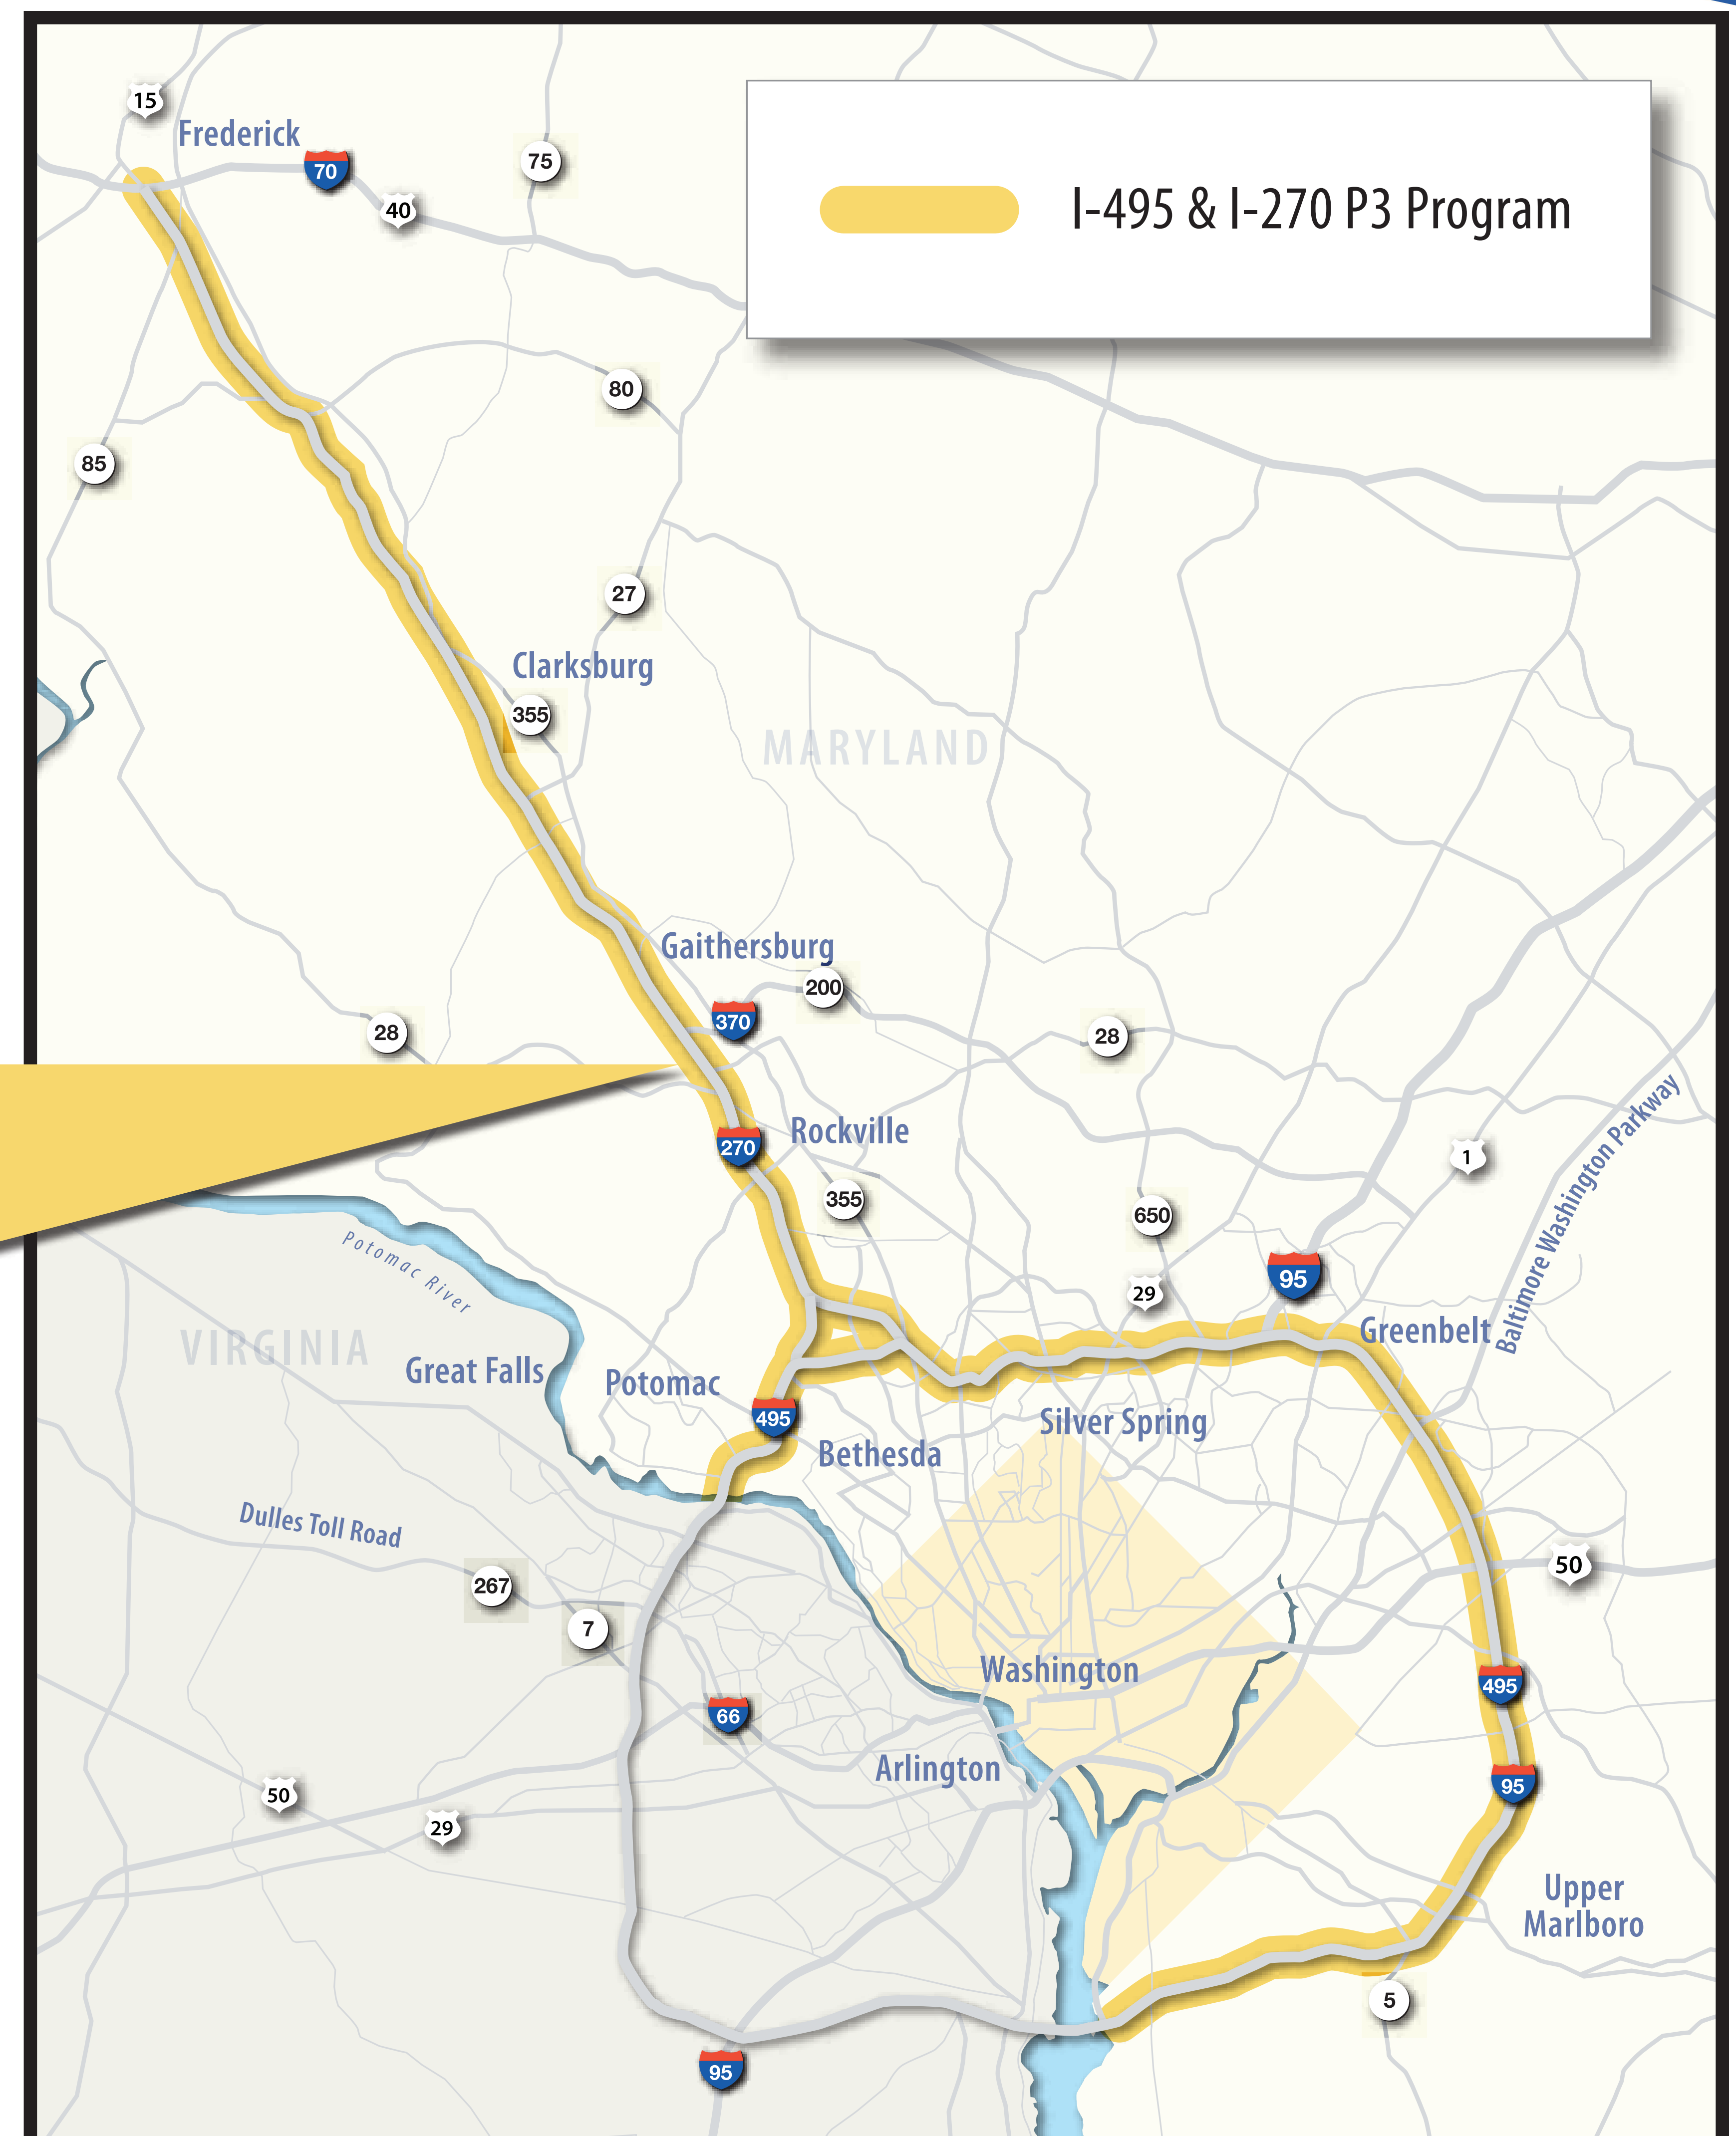 15
Frederick
70
40
75
I-495 & I-270 P3 Program
80
85
27
Clarksburg
355
MARYLAND
Gaithersburg
200
370
28
28
270
Rockville
355
650
29
95
1
Baltimore Washington Parkway
Potomac River
VIRGINIA
Great Falls
Potomac
495
Bethesda
Silver Spring
Greenbelt
Dulles Toll Road
267
7
50
Washington
495
66
Arlington
95
50
29
Upper
Marlboro
5
95